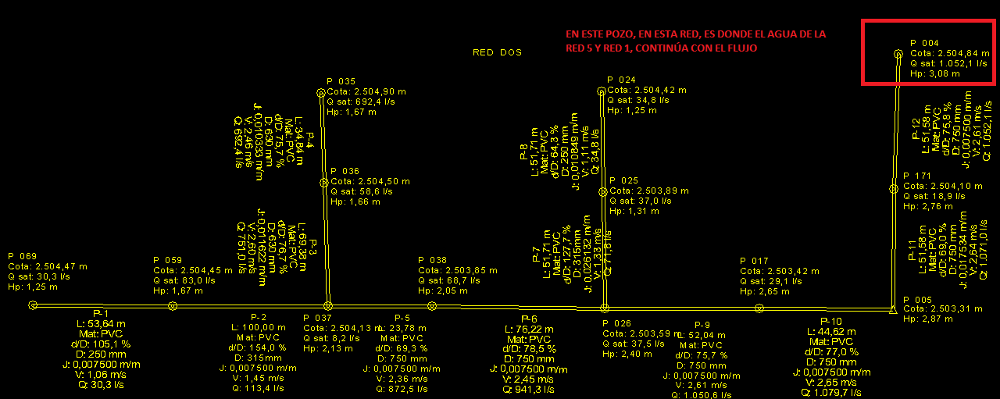 EN ESTE POZO, EN ESTA RED, ES DONDE EL AGUA DE LA
RED 5 Y RED 1, CONTINÚA CON EL FLUJO
RED DOS
P 004
Cota: 2.504,84 m
Q sat: 1.052,1 l/s
Hp: 3,08 m
P 035
Cota: 2.504,90 m
Q sat: 692,4 l/s
Hp: 1,67 m
P 024
Cota: 2.504,42 m
Q sat: 34,8 l/s
Hp: 1,25 m
P-4
L: 34,84 m
Mat: PVC
d/D: 75,7 %
D: 630 mm
J: 0,010333 m/m
V: 2,46 m/s
Q: 692,4 l/s
P-8
L: 51,71 m
Mat: PVC
d/D: 64,3 %
D: 250 mm
J: 0,010849 m/m
V: 1,11 m/s
Q: 34,8 l/s
P-12
L: 51,58 m
Mat: PVC
d/D: 75,8 %
D: 750 mm
J: 0,007500 m/m
V: 2,61 m/s
Q: 1.052,1 l/s
P 036
Cota: 2.504,50 m
Q sat: 58,6 l/s
Hp: 1,66 m
P 025
Cota: 2.503,89 m
Q sat: 37,0 l/s
Hp: 1,31 m
P 171
Cota: 2.504,10 m
Q sat: 18,9 l/s
Hp: 2,76 m
P-3
L: 69,38 m
Mat: PVC
d/D: 76,7 %
D: 630 mm
J: 0,011622 m/m
V: 2,60 m/s
Q: 751,0 l/s
P-7
L: 51,71 m
Mat: PVC
d/D: 127,7 %
D: 315mm
J: 0,026132 m/m
V: 1,33 m/s
Q: 71,8 l/s
P-11
L: 51,58 m
Mat: PVC
d/D: 69,0 %
D: 750 mm
J: 0,017534 m/m
V: 2,64 m/s
Q: 1.071,0 l/s
P 069
Cota: 2.504,47 m
Q sat: 30,3 l/s
Hp: 1,25 m
P 059
Cota: 2.504,45 m
Q sat: 83,0 l/s
Hp: 1,67 m
P 038
Cota: 2.503,85 m
Q sat: 68,7 l/s
Hp: 2,05 m
P 017
Cota: 2.503,42 m
Q sat: 29,1 l/s
Hp: 2,65 m
P 005
Cota: 2.503,31 m
Hp: 2,87 m
P-1
L: 53,64 m
Mat: PVC
d/D: 105,1 %
D: 250 mm
J: 0,007500 m/m
V: 1,06 m/s
Q: 30,3 l/s
P-2
L: 100,00 m
Mat: PVC
d/D: 154,0 %
D: 315mm
J: 0,007500 m/m
V: 1,45 m/s
Q: 113,4 l/s
P 037
Cota: 2.504,13 m
Q sat: 8,2 l/s
Hp: 2,13 m
P-5
L: 23,78 m
Mat: PVC
d/D: 69,3 %
D: 750 mm
J: 0,007500 m/m
V: 2,36 m/s
Q: 872,5 l/s
P-6
L: 76,22 m
Mat: PVC
d/D: 78,5 %
D: 750 mm
J: 0,007500 m/m
V: 2,45 m/s
Q: 941,3 l/s
P 026
Cota: 2.503,59 m
Q sat: 37,5 l/s
Hp: 2,40 m
P-9
L: 52,04 m
Mat: PVC
d/D: 75,7 %
D: 750 mm
J: 0,007500 m/m
V: 2,61 m/s
Q: 1.050,6 l/s
P-10
L: 44,62 m
Mat: PVC
d/D: 77,0 %
D: 750 mm
J: 0,007500 m/m
V: 2,65 m/s
Q: 1.079,7 l/s